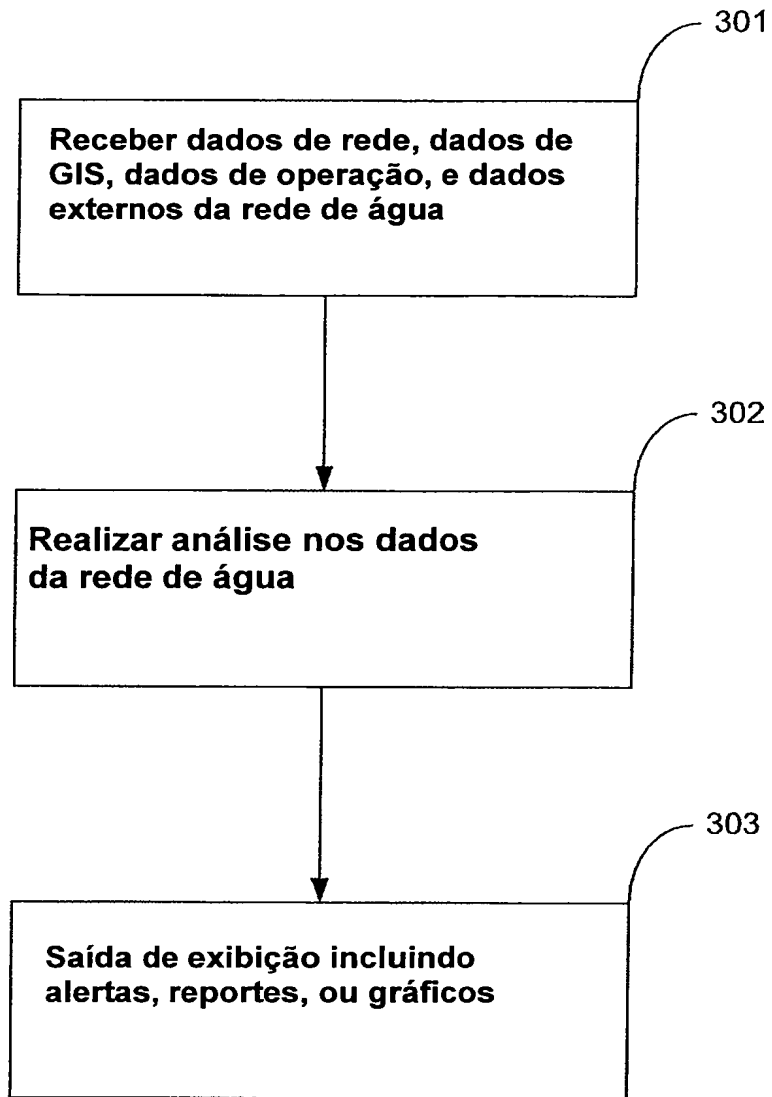 301
Receber dados de rede, dados de
GIS, dados de operação, e dados
externos da rede de água
302
Realizar análise nos dados
da rede de água
303
Saída de exibição incluindo
alertas, reportes, ou gráficos